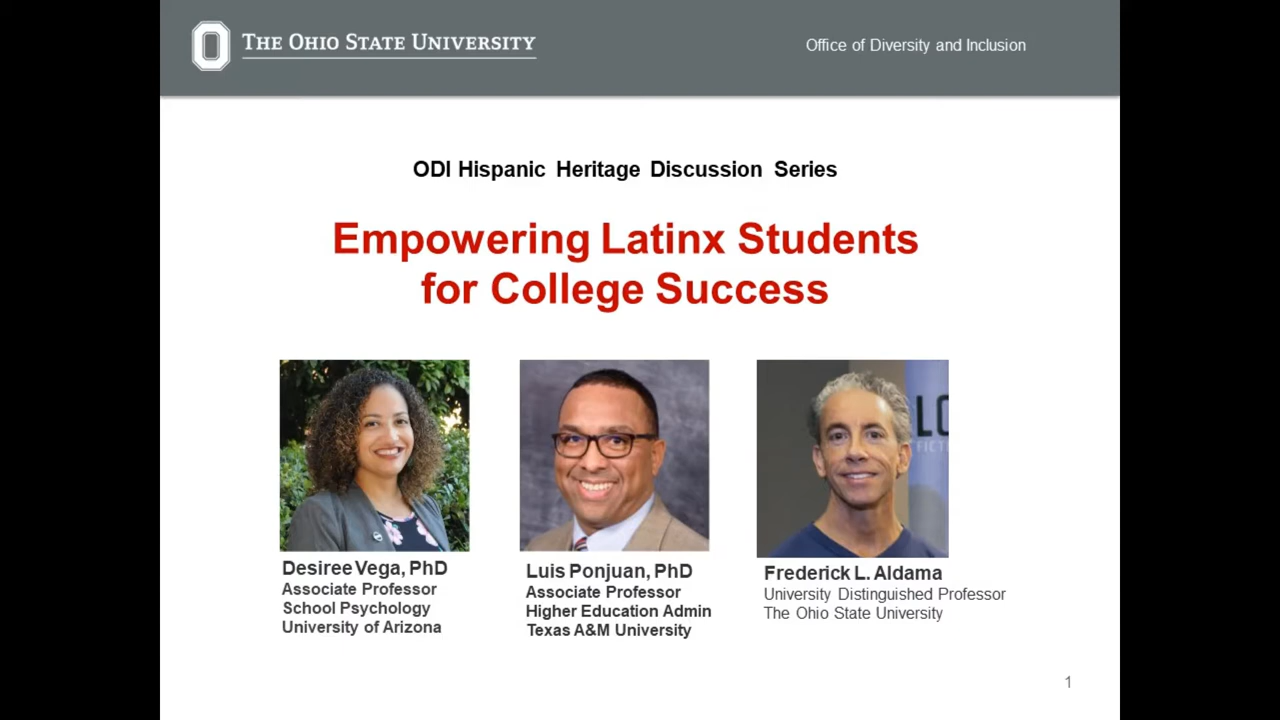 THE OHIO STATE UNIVERSITY
Office of Diversity and Inclusion
ODI Hispanic Heritage Discussion Series
Empowering Latinx Students
for College Success
LO
FICTI
Desiree Vega, PhD
Associate Professor
School Psychology
University of Arizona
Luis Ponjuan, PhD
Associate Professor
Higher Education Admin
Texas A&M University
Frederick L. Aldama
University Distinguished Professor
The Ohio State University
1